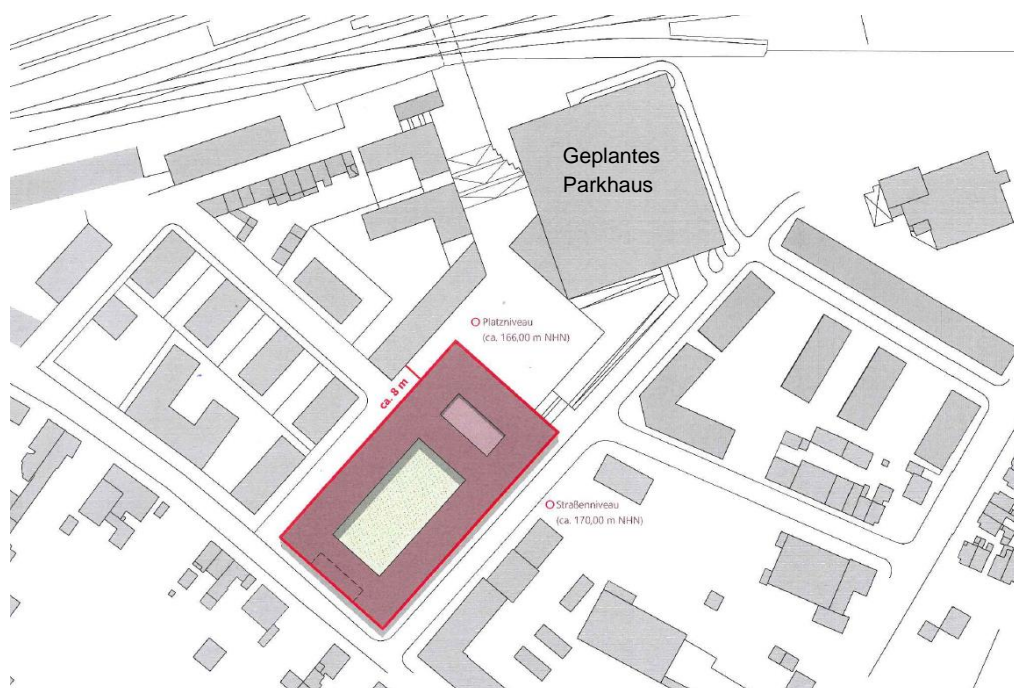 Geplantes
Parkhaus
Platzniveau
(ca. 166,00 m NHN)
ca. 8 m
Straßenniveau
(ca. 170,00 m NHN)